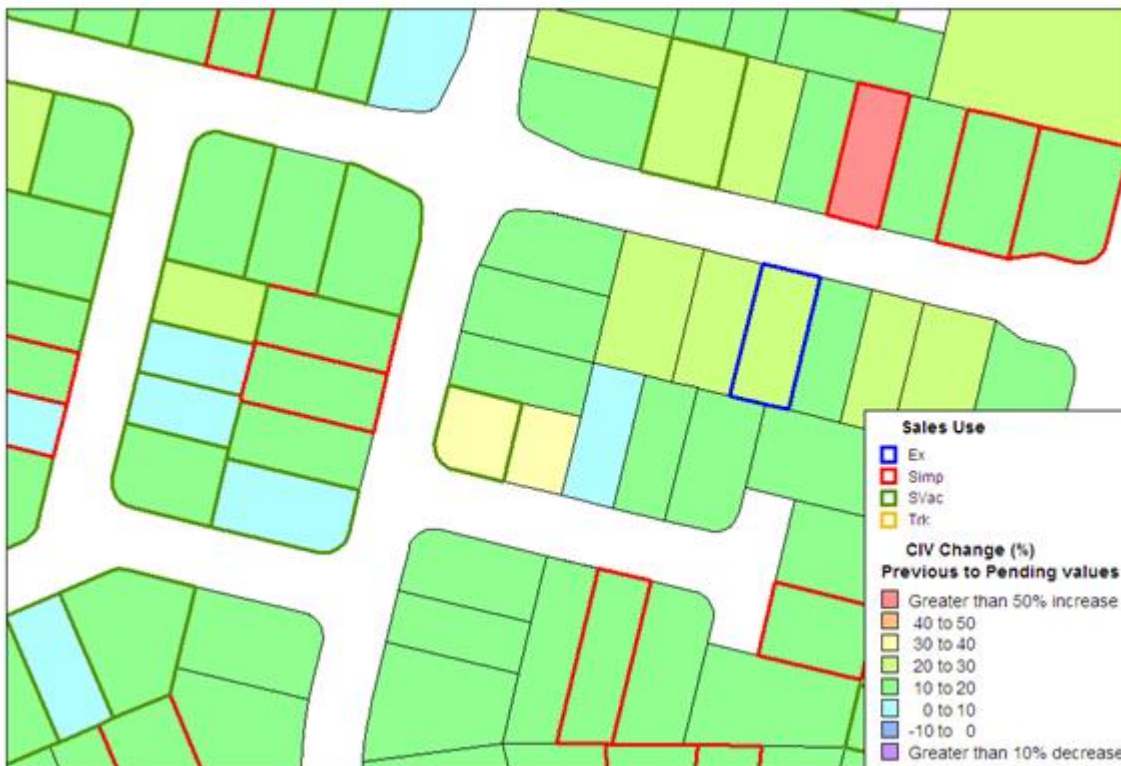 Sales Use
Ex
Simp
SVac
Trk
CIV Change (%)
Previous to Pending values
Greater than 50% increase
40 to 50
30 to 40
20 to 30
10 to 20
0 to 10
-10 to 0
Greater than 10% decrease